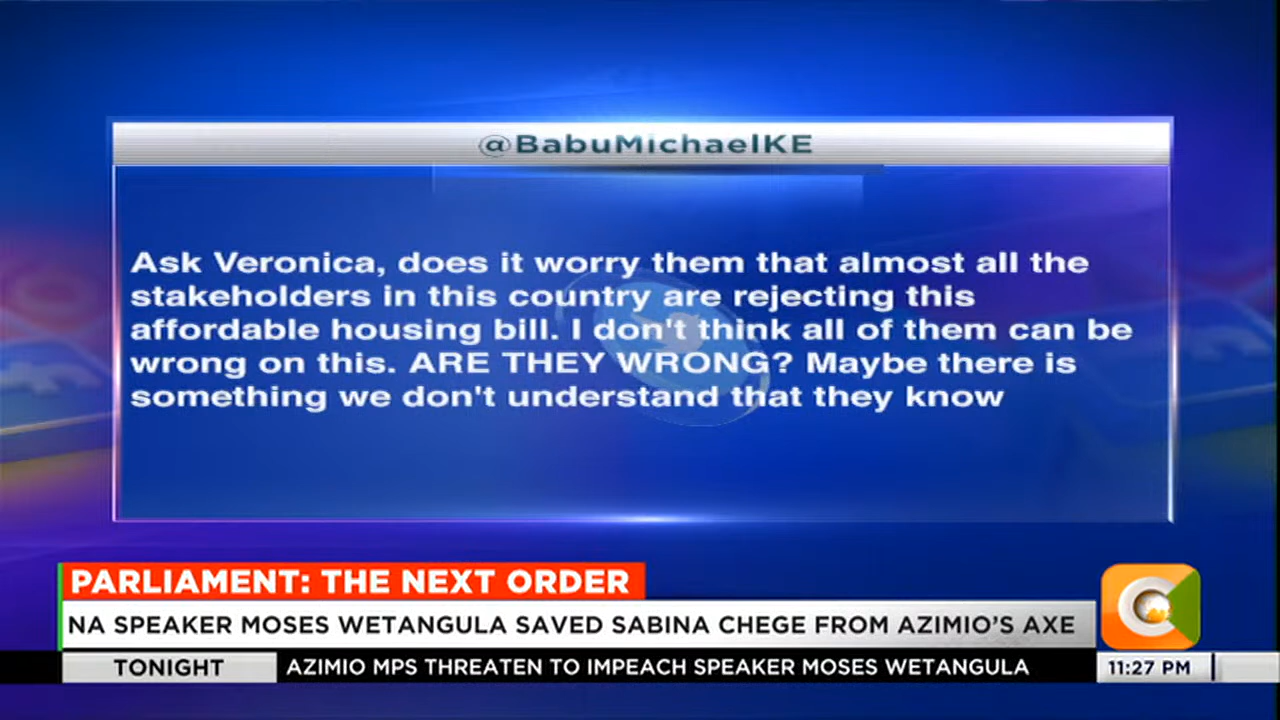 @BabuMichaelKE
Ask Veronica, does it worry them that almost all the
stakeholders in this country are rejecting this
affordable housing bill. I don't think all of them can be
wrong on this. ARE THEY WRONG? Maybe there is
something we don't understand that they know
PARLIAMENT: THE NEXT ORDER
NA SPEAKER MOSES WETANGULA SAVED SABINA CHEGE FROM AZIMIO'S AXE
TONIGHT AZIMIO MPS THREATEN TO IMPEACH SPEAKER MOSES WETANGULA 11:27 PM